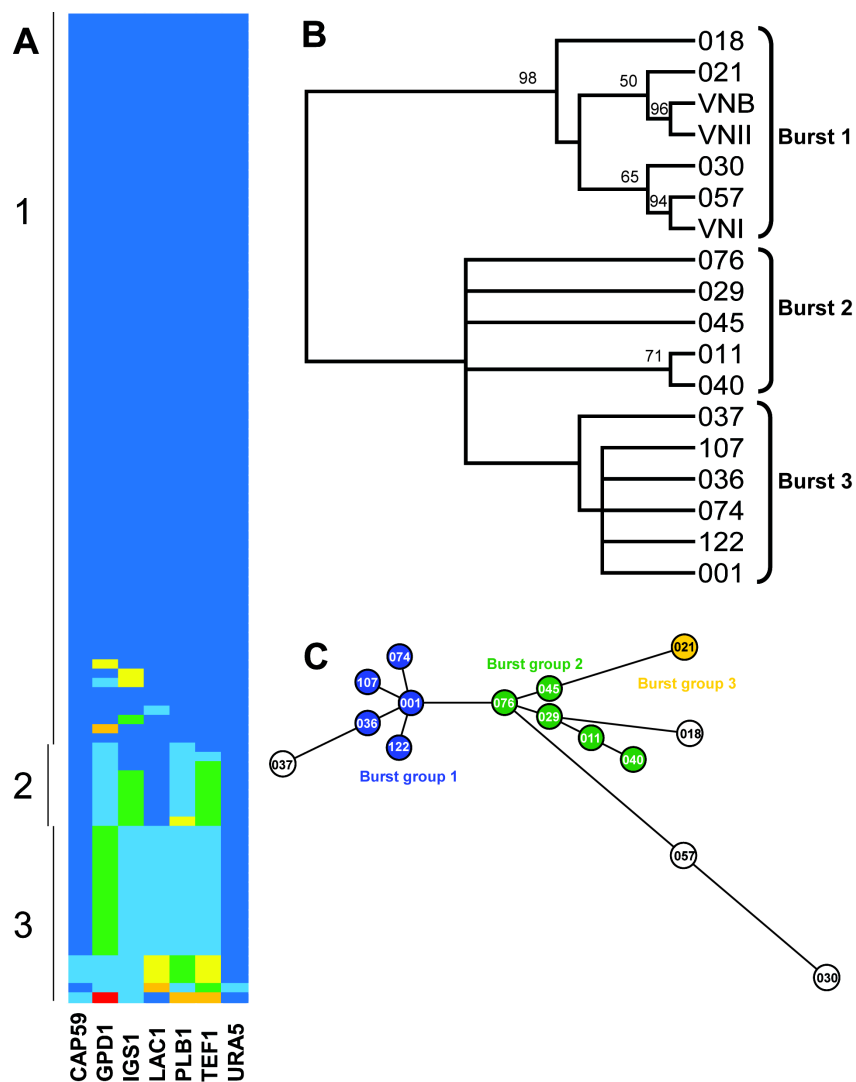 A
1
2
3
CAP59
GPD1
IGS1
LAC1
PLB1
TEF1
URA5
B
98
50
96
65
94
71
018
021
VNB
VNII
030
057
VNI
076
029
045
011
040
037
107
036
074
122
001
Burst 1
Burst 2
Burst 3
C
074
107
001
036
122
037
Burst group 1
Burst group 2
076
045
029
011
040
021
Burst group 3
018
057
030